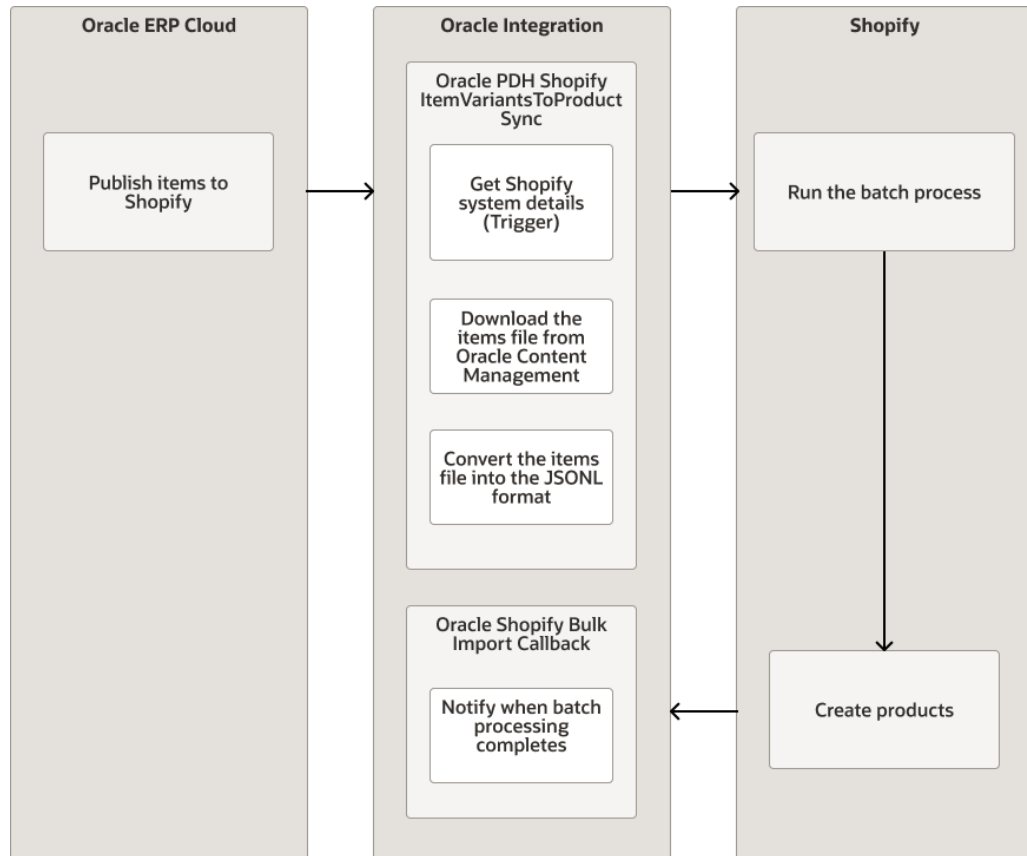 Oracle ERP Cloud
Oracle Integration
Shopify
Oracle PDH Shopify
ItemVariantsToProduct
Sync
Publish items to
Shopify
Get Shopify
system details
(Trigger)
Run the batch process
Download the
items file from
Oracle Content
Management
Convert the items
file into the JSONL
format
Oracle Shopify Bulk
Import Callback
Notify when batch
processing
completes
Create products